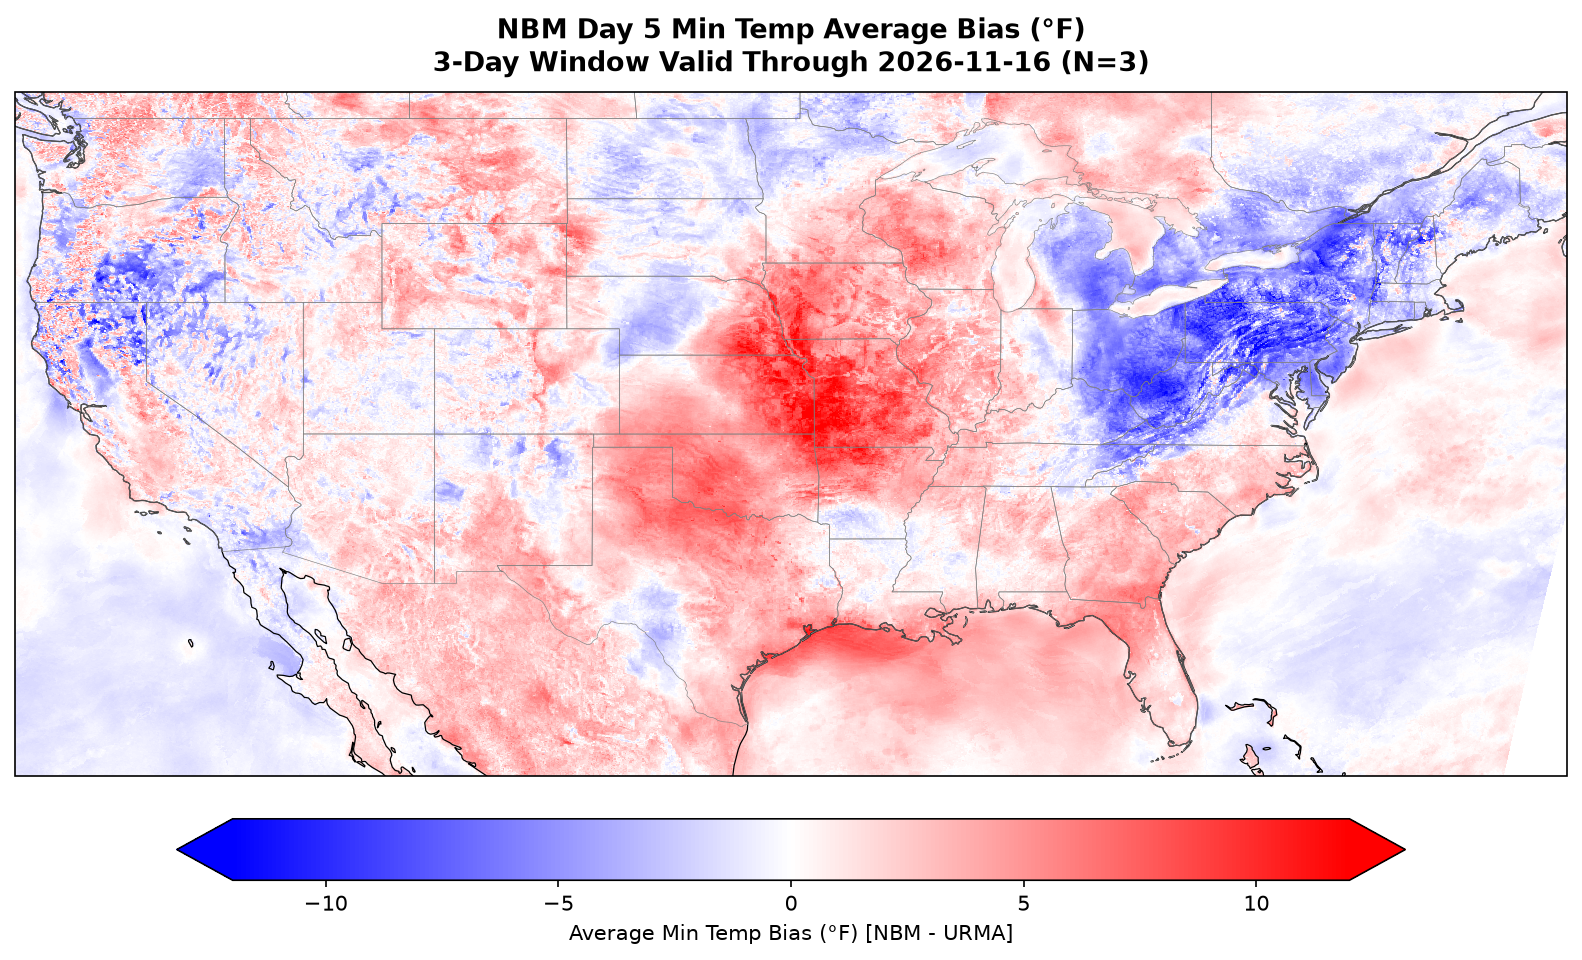 NBM Day 5 Min Temp Average Bias (°F)
3-Day Window Valid Through 2026-11-16 (N=3)
−10 −5 0 5 10
Average Min Temp Bias (°F) [NBM - URMA]